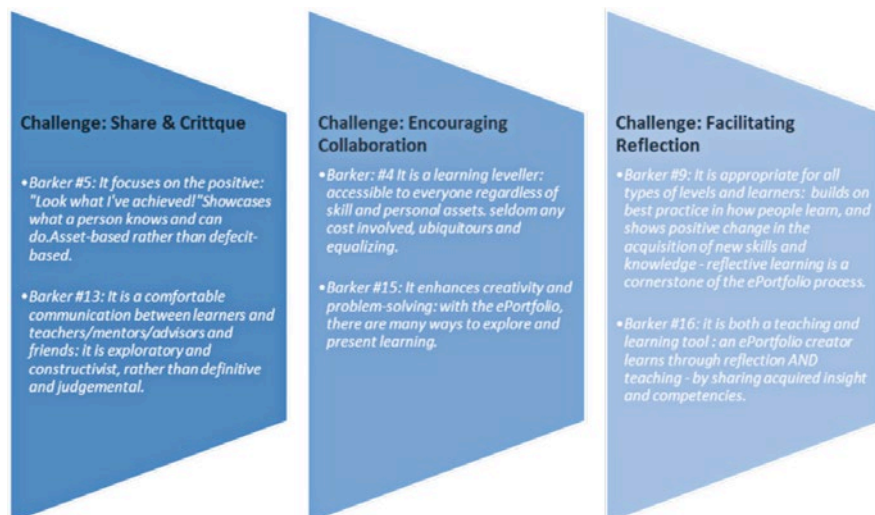 Challenge: Share & Crittque
•Barker #5: It focuses on the positive:
"Look what I've achieved!"Showcases
what a person knows and can
do.Asset-based rather than defecit-
based.
•Barker #13: It is a comfortable
communication between learners and
teachers/mentors/advisors and
friends: it is exploratory and
constructivist, rather than definitive
and judgemental.
Challenge: Encouraging
Collaboration
•Barker: #4 It is a learning leveller:
accessible to everyone regardless of
skill and personal assets. seldom any
cost involved, ubiquitours and
equalizing.
•Barker #15: It enhances creativity and
problem-solving: with the ePortfolio,
there are many ways to explore and
present learning.
Challenge: Facilitating
Reflection
•Barker #9: It is appropriate for all
types of levels and learners:  builds on
best practice in how people learn, and
shows positive change in the
acquisition of new skills and
knowledge - reflective learning is a
cornerstone of the ePortfolio process.
•Barker #16: it is both a teaching and
learning tool : an ePortfolio creator
learns through reflection AND
teaching - by sharing acquired insight
and competencies.